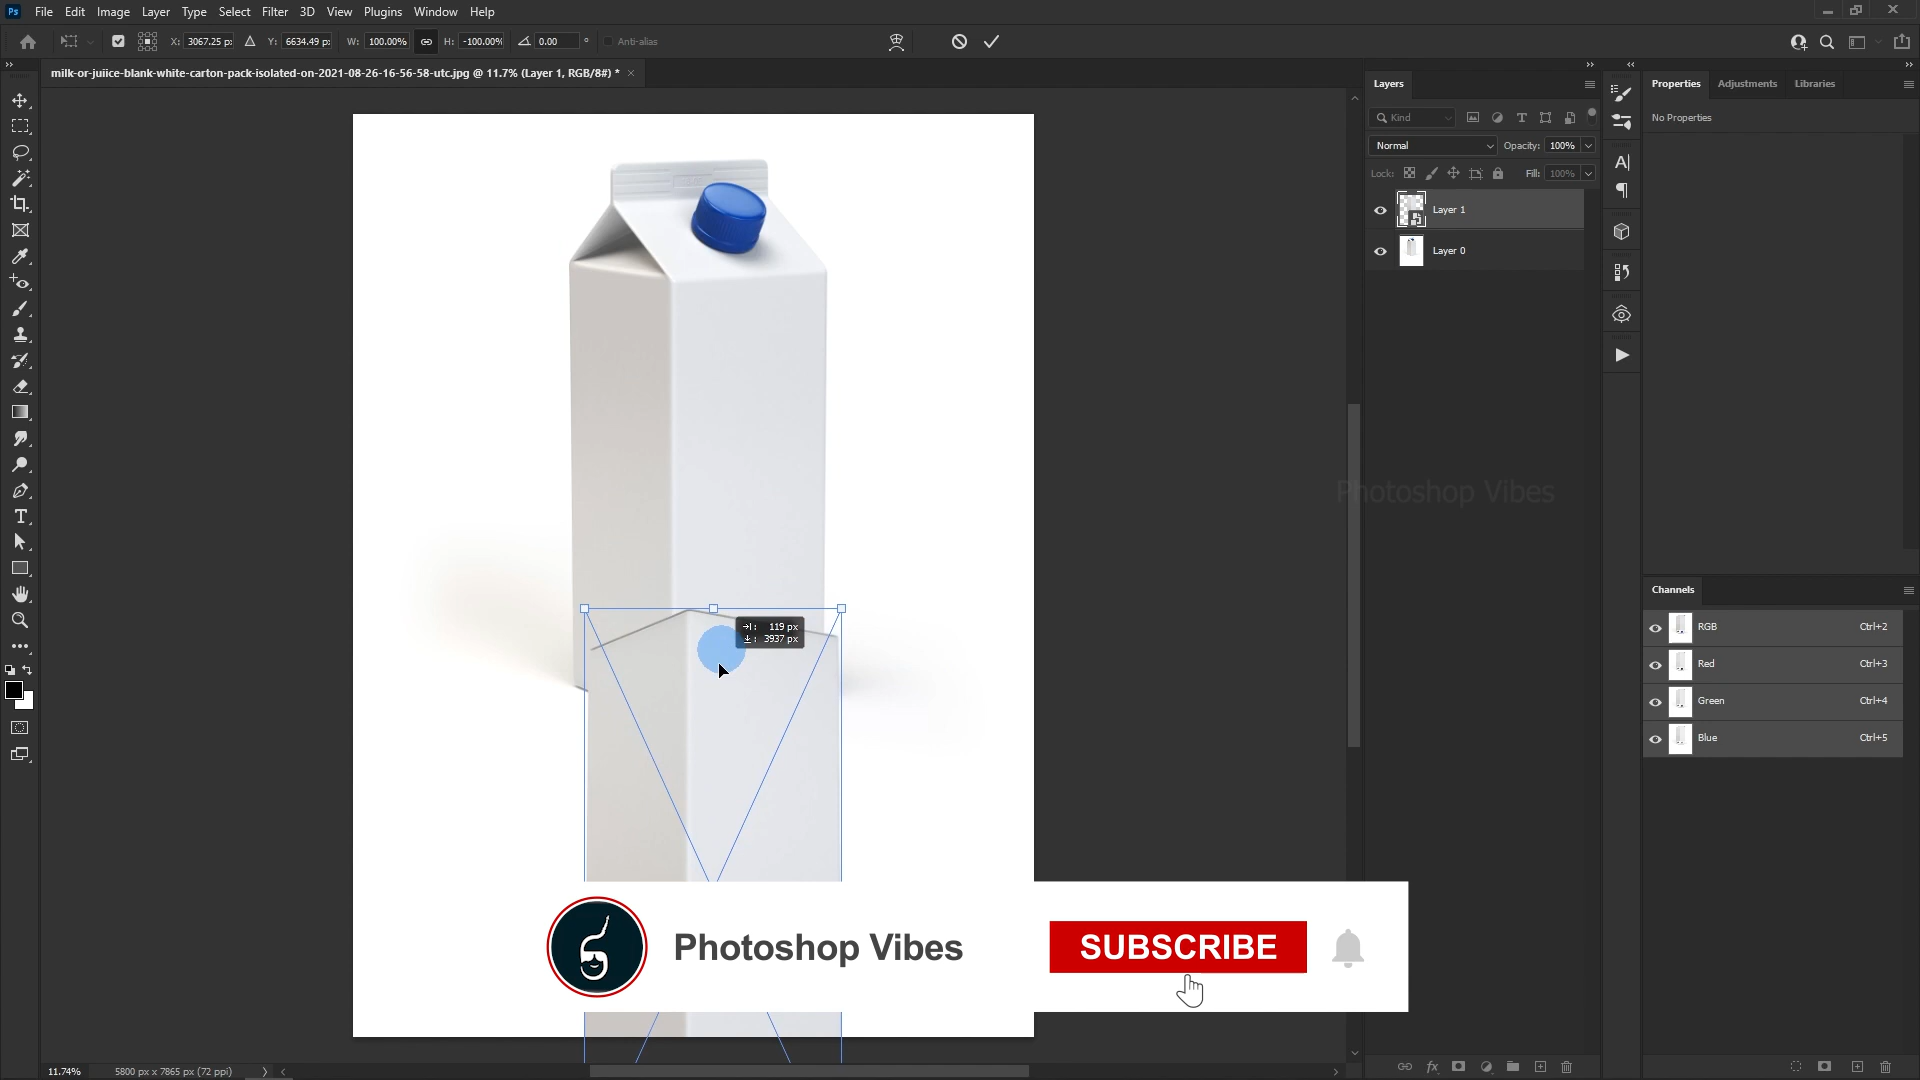 Ps File Edit Image Layer Type Select Filter 3D View Plugins Window Help
X: 3067.25 px Y: 6634.49 px W: 100.00% H: -100.00% 0.00 ° Anti-alias
milk-or-juiice-blank-white-carton-pack-isolated-on-2021-08-26-16-56-58-utc.jpg @ 11.7% (Layer 1, RGB/8#) *
Layers
Kind
Normal Opacity: 100%
Lock: Fill: 100%
Layer 1
Layer 0
Properties Adjustments Libraries
No Properties
Channels
RGB Ctrl+2
Red Ctrl+3
Green Ctrl+4
Blue Ctrl+5
Photoshop Vibes
119 px
3937 px
Photoshop Vibes
SUBSCRIBE
11.74% 5800 px x 7865 px (72 ppi)